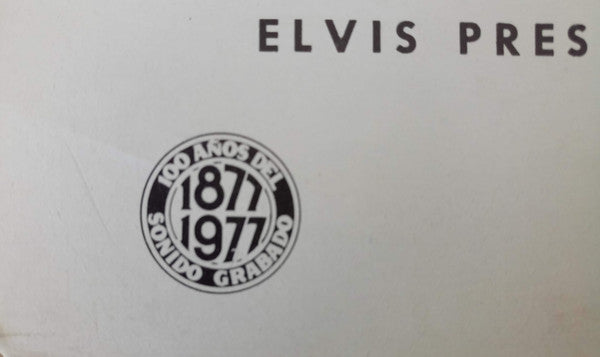 ELVIS PRES
100 AÑOS DEL
1877
1977
SONIDO GRABADO